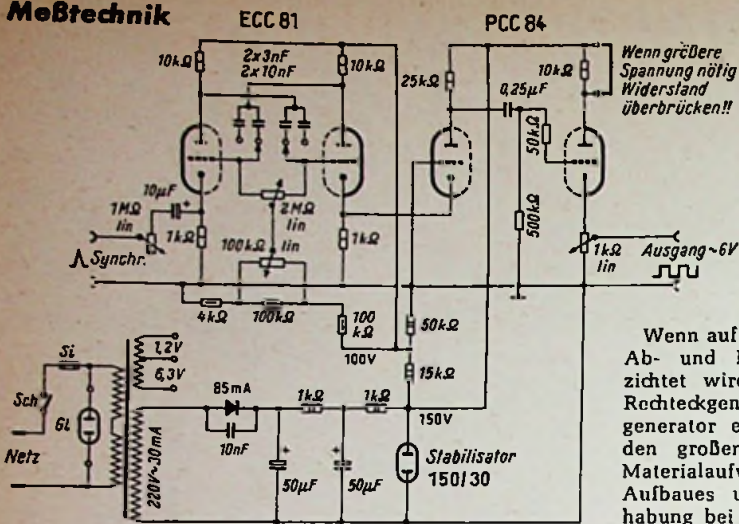 Meßtechnik
ECC 81
PCC 84
10kΩ
2x3nF
2x10nF
10kΩ
25kΩ
0,25µF
10kΩ
Wenn größere
Spannung nötig
Widerstand
überbrücken!!
50kΩ
10µF
+
1MΩ
lin
1kΩ
2MΩ
lin
100kΩ
1kΩ
500kΩ
1kΩ
lin
Ausgang ~6V
Synchr.
4kΩ
100kΩ
100
kΩ
100V
50kΩ
15kΩ
150V
1,2V
6,3V
Si
Sch
Gl
Netz
220V~30mA
85mA
10nF
1kΩ
1kΩ
+
50µF
+
50µF
Stabilisator
150/30
Wenn auf
Ab- und
zichtet wird
Rechteckgen
generator e
den großen
Materialaufw
Aufbaues u
habung bei